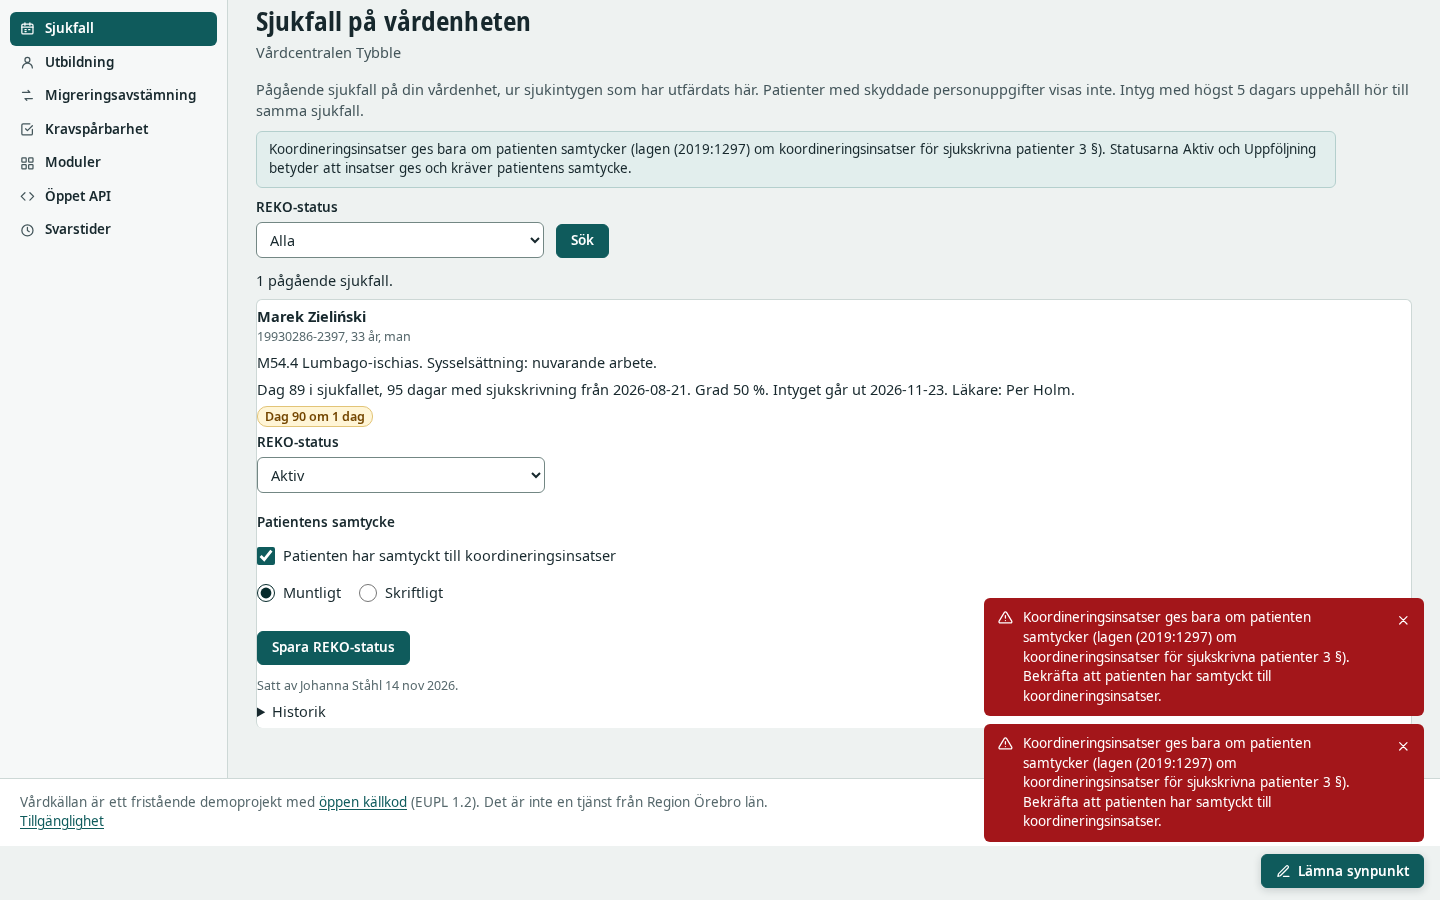 Sjukfall
Utbildning
Migreringsavstämning
Kravspårbarhet
Moduler
Öppet API
Svarstider
Sjukfall på vårdenheten
Vårdcentralen Tybble
Pågående sjukfall på din vårdenhet, ur sjukintygen som har utfärdats här. Patienter med skyddade personuppgifter visas inte. Intyg med högst 5 dagars uppehåll hör till
samma sjukfall.
Koordineringsinsatser ges bara om patienten samtycker (lagen (2019:1297) om koordineringsinsatser för sjukskrivna patienter 3 §). Statusarna Aktiv och Uppföljning
betyder att insatser ges och kräver patientens samtycke.
REKO-status
Alla
Sök
1 pågående sjukfall.
Marek Zieliński
19930286-2397, 33 år, man
M54.4 Lumbago-ischias. Sysselsättning: nuvarande arbete.
Dag 89 i sjukfallet, 95 dagar med sjukskrivning från 2026-08-21. Grad 50 %. Intyget går ut 2026-11-23. Läkare: Per Holm.
Dag 90 om 1 dag
REKO-status
Aktiv
Patientens samtycke
Patienten har samtyckt till koordineringsinsatser
Muntligt Skriftligt
Spara REKO-status
Satt av Johanna Ståhl 14 nov 2026.
Historik
Koordineringsinsatser ges bara om patienten
samtycker (lagen (2019:1297) om
koordineringsinsatser för sjukskrivna patienter 3 §).
Bekräfta att patienten har samtyckt till
koordineringsinsatser.
Koordineringsinsatser ges bara om patienten
samtycker (lagen (2019:1297) om
koordineringsinsatser för sjukskrivna patienter 3 §).
Bekräfta att patienten har samtyckt till
koordineringsinsatser.
Vårdkällan är ett fristående demoprojekt med öppen källkod (EUPL 1.2). Det är inte en tjänst från Region Örebro län.
Tillgänglighet
Lämna synpunkt